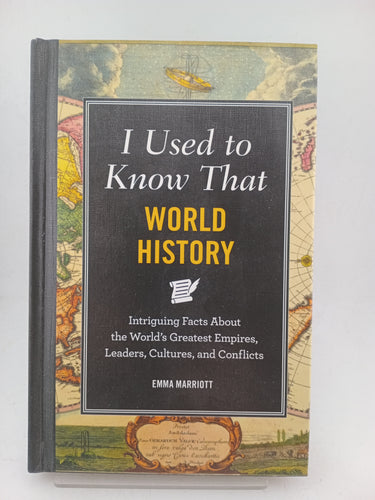 I Used to
Know That
WORLD
HISTORY
Intriguing Facts About
the World's Greatest Empires,
Leaders, Cultures, and Conflicts
EMMA MARRIOTT